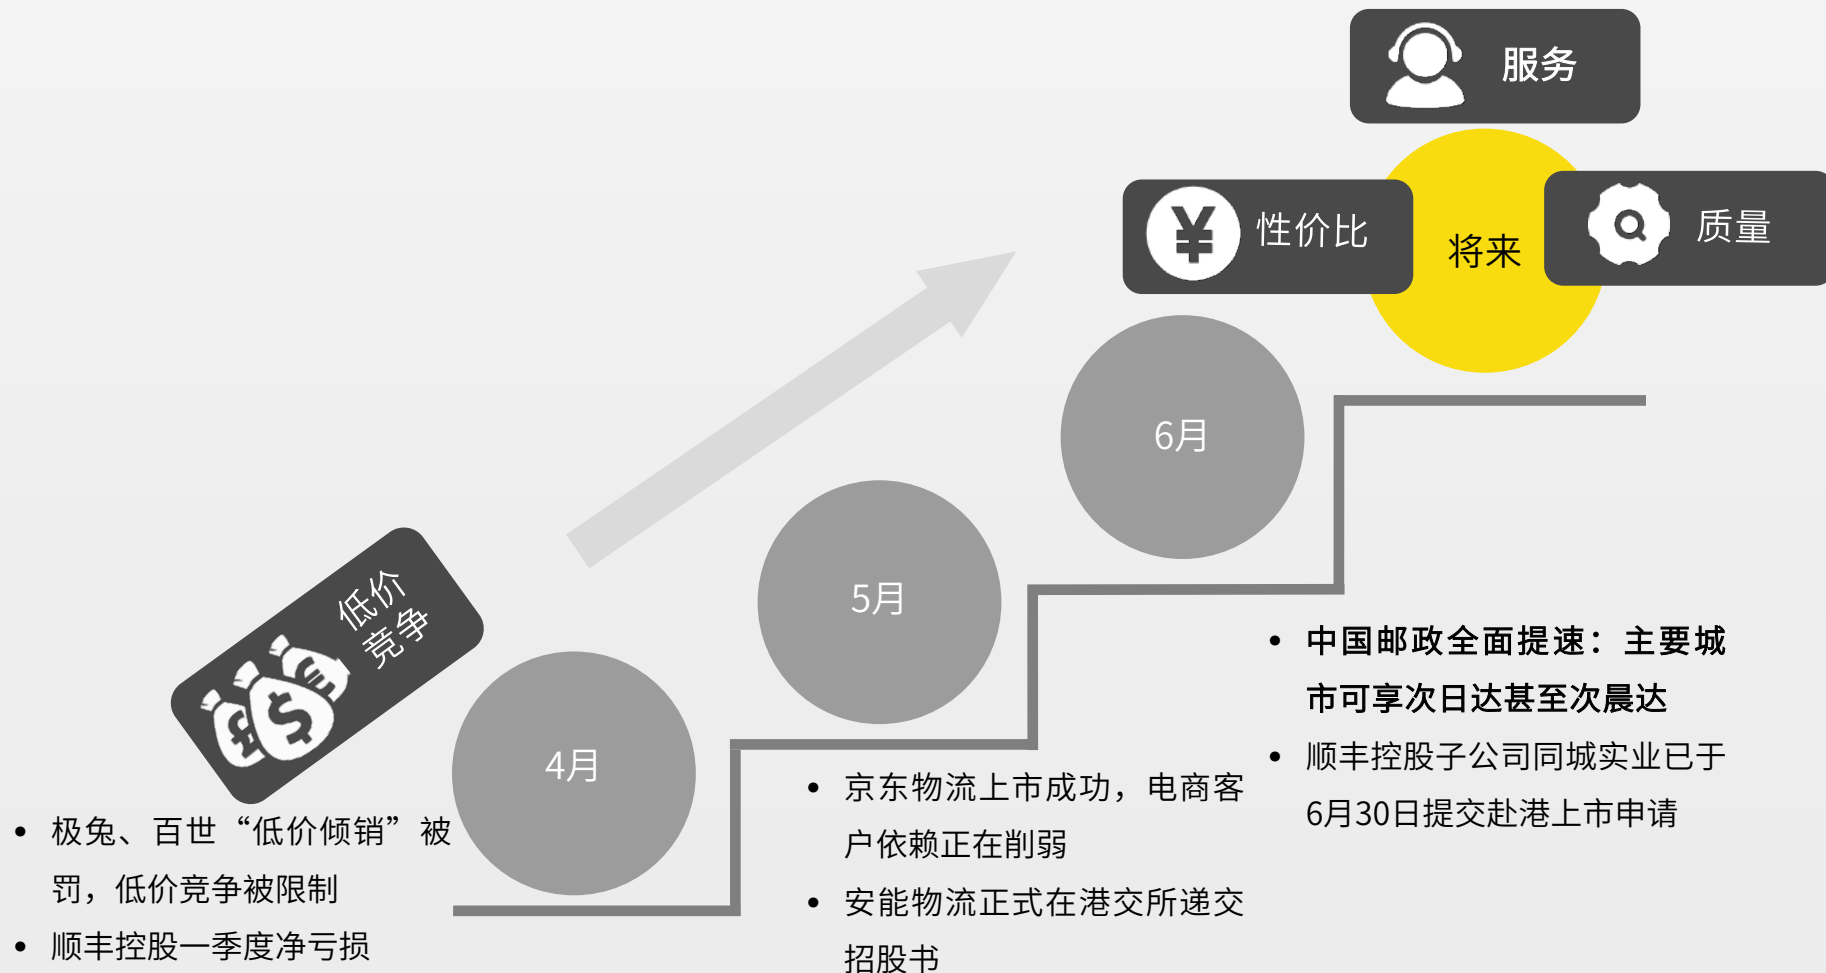 服务
性价比
将来
质量
6月
5月
低价
竞争
4月
• 极兔、百世“低价倾销”被
罚，低价竞争被限制
• 顺丰控股一季度净亏损
• 京东物流上市成功，电商客
户依赖正在削弱
• 安能物流正式在港交所递交
招股书
• 中国邮政全面提速：主要城
市可享次日达甚至次晨达
• 顺丰控股子公司同城实业已于
6月30日提交赴港上市申请